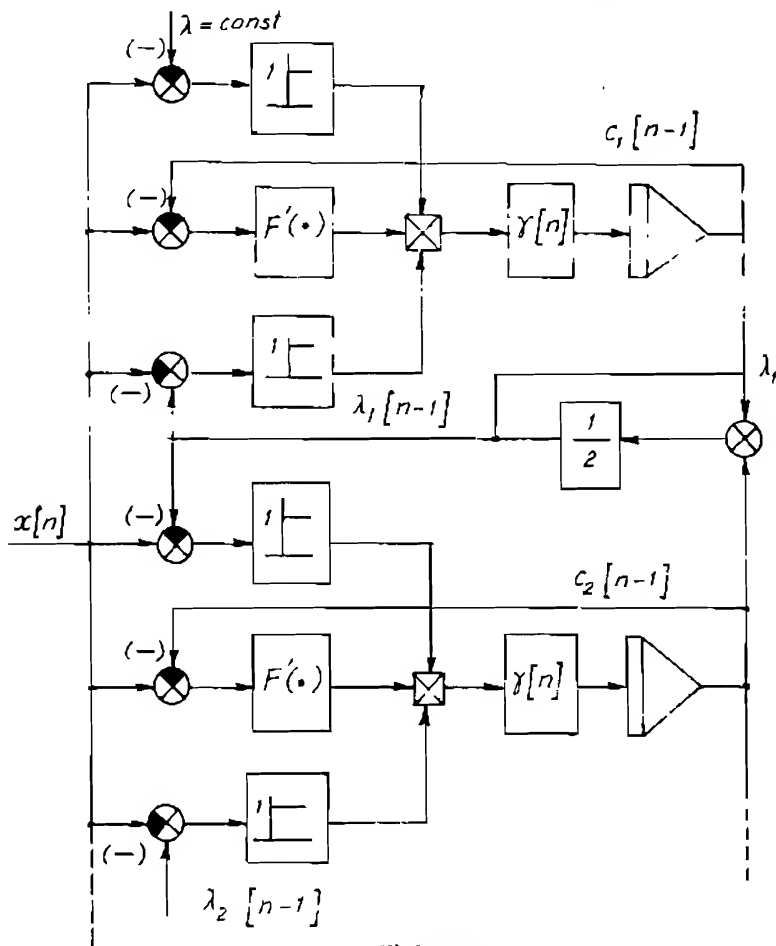 λ = const
(—)
1
c₁ [n-1]
(—)
F′(•)
γ[n]
1
(—)
λ₁ [n-1]
λ₁
1/2
(—)
1
x[n]
c₂ [n-1]
(—)
F′(•)
γ[n]
1
(—)
λ₂ [n-1]